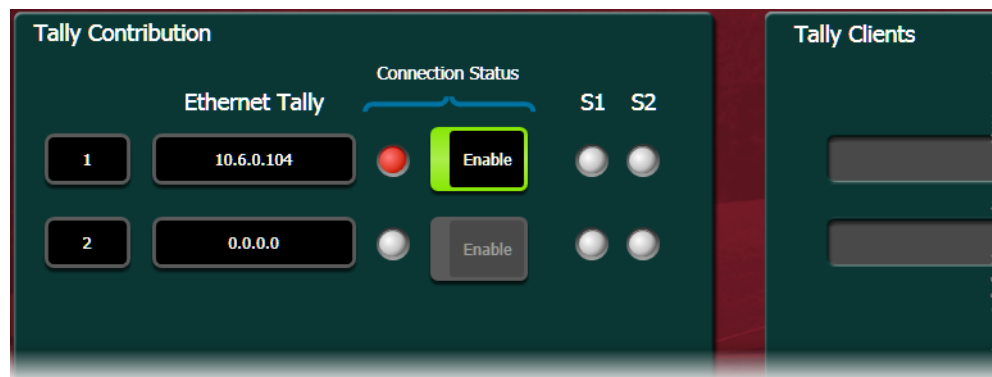 Tally Contribution
Tally Clients
Connection Status
Ethernet Tally
S1 S2
1
10.6.0.104
Enable
2
0.0.0.0
Enable